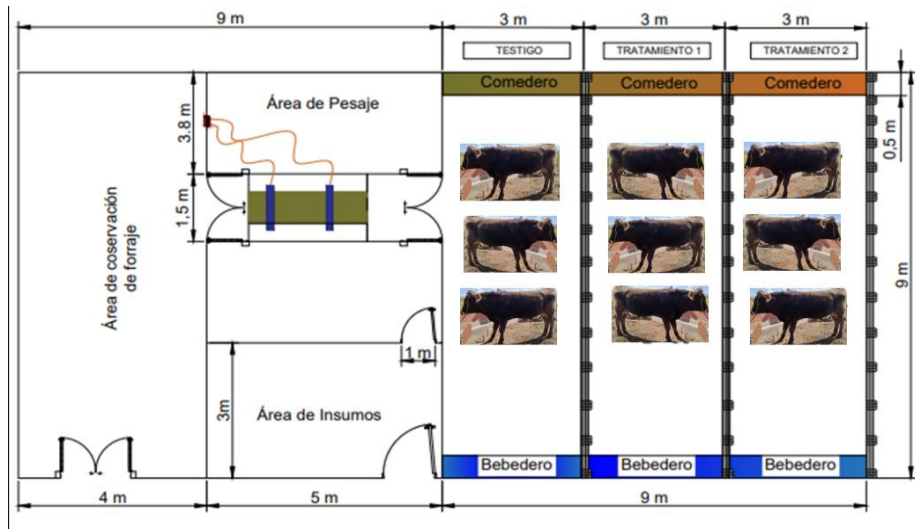 9 m
3 m
3 m
3 m
TESTIGO
TRATAMIENTO 1
TRATAMIENTO 2
Comedero
Comedero
Comedero
Área de Pesaje
3.8 m
0,5 m
1,5 m
Área de coservación
de forraje
9 m
1 m
3m
Área de Insumos
Bebedero
Bebedero
Bebedero
4 m
5 m
9 m